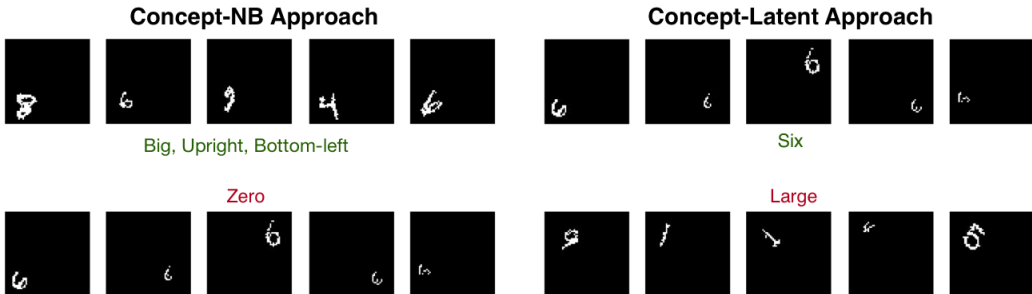 Concept-NB Approach
Concept-Latent Approach
Big, Upright, Bottom-left
Six
Zero
Large